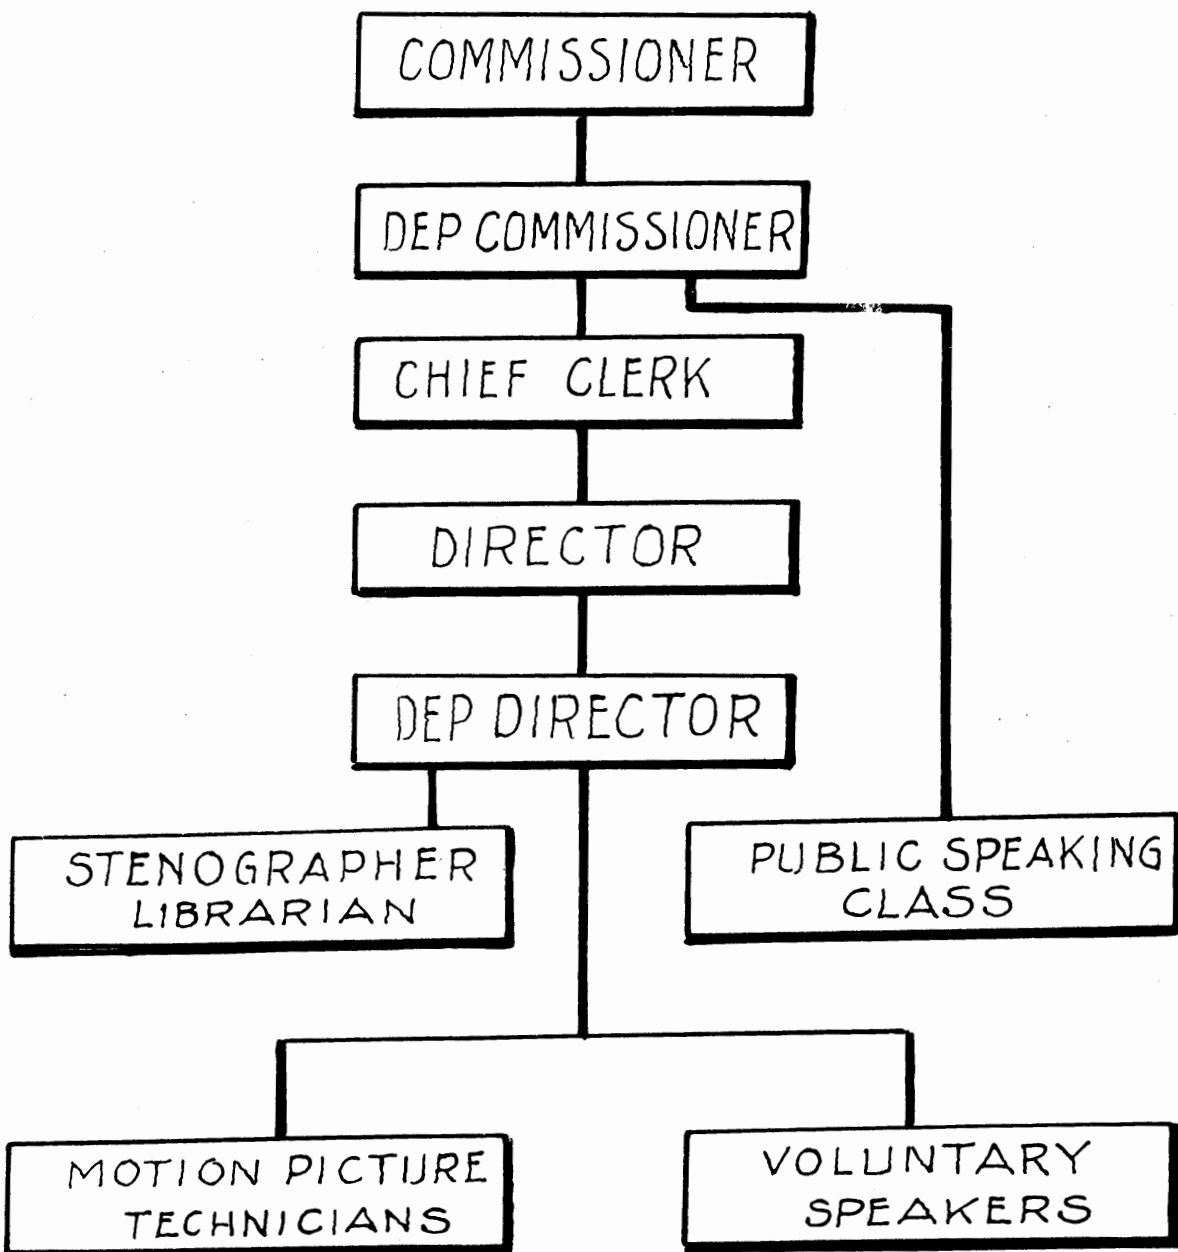 COMMISSIONER
DEP COMMISSIONER
CHIEF CLERK
DIRECTOR
DEP DIRECTOR
STENOGRAPHER
LIBRARIAN
PUBLIC SPEAKING
CLASS
MOTION PICTURE
TECHNICIANS
VOLUNTARY
SPEAKERS